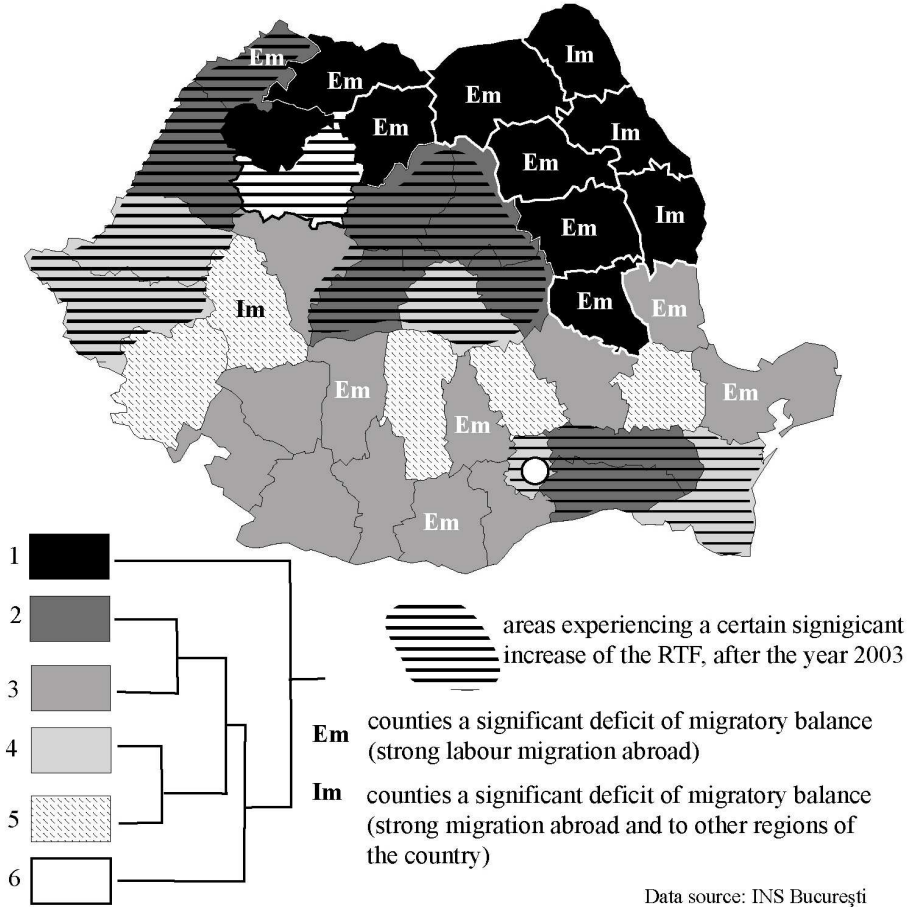 Em
Em
Em
Em
Im
Im
Em
Im
Em
Em
Em
Im
Em
Em
Em
Em
1
2
3
4
5
6
areas experiencing a certain signigicant
increase of the RTF, after the year 2003
Em counties a significant deficit of migratory balance
(strong labour migration abroad)
Im counties a significant deficit of migratory balance
(strong migration abroad and to other regions of
the country)
Data source: INS Bucureşti